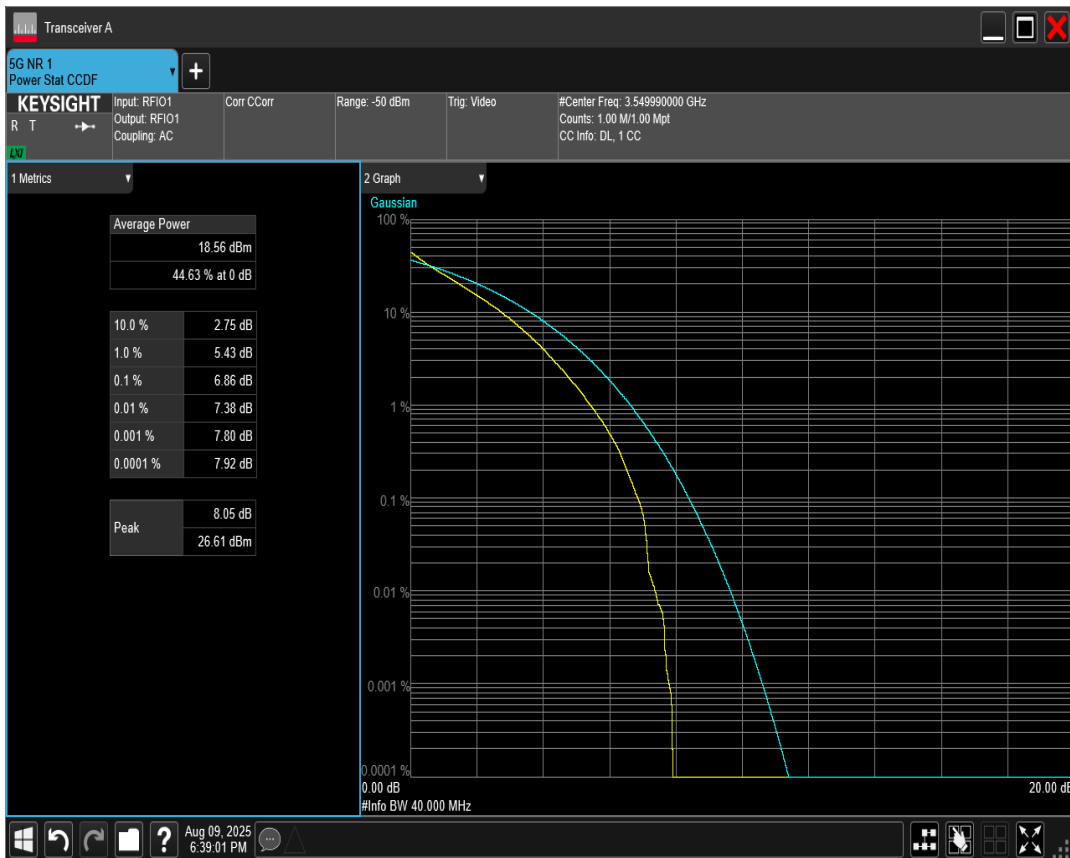 Transceiver A
5G NR 1
Power Stat CCDF
KEYSIGHT
R T
LXI
Input: RFIO1
Output: RFIO1
Coupling: AC
Corr CCorr
Range: -50 dBm
Trig: Video
#Center Freq: 3.549990000 GHz
Counts: 1.00 M/1.00 Mpt
CC Info: DL, 1 CC
1 Metrics
Average Power
18.56 dBm
44.63 % at 0 dB
10.0 % 2.75 dB
1.0 % 5.43 dB
0.1 % 6.86 dB
0.01 % 7.38 dB
0.001 % 7.80 dB
0.0001 % 7.92 dB
Peak
8.05 dB
26.61 dBm
2 Graph
Gaussian
100 %
10 %
1 %
0.1 %
0.01 %
0.001 %
0.0001 %
0.00 dB
20.00 dB
#Info BW 40.000 MHz
Aug 09, 2025
6:39:01 PM